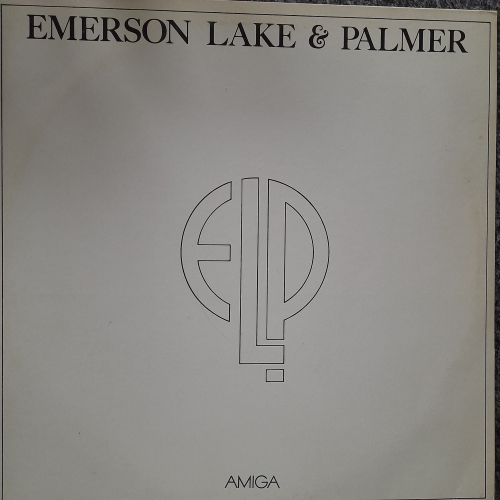 EMERSON LAKE & PALMER
ELP.
AMIGA